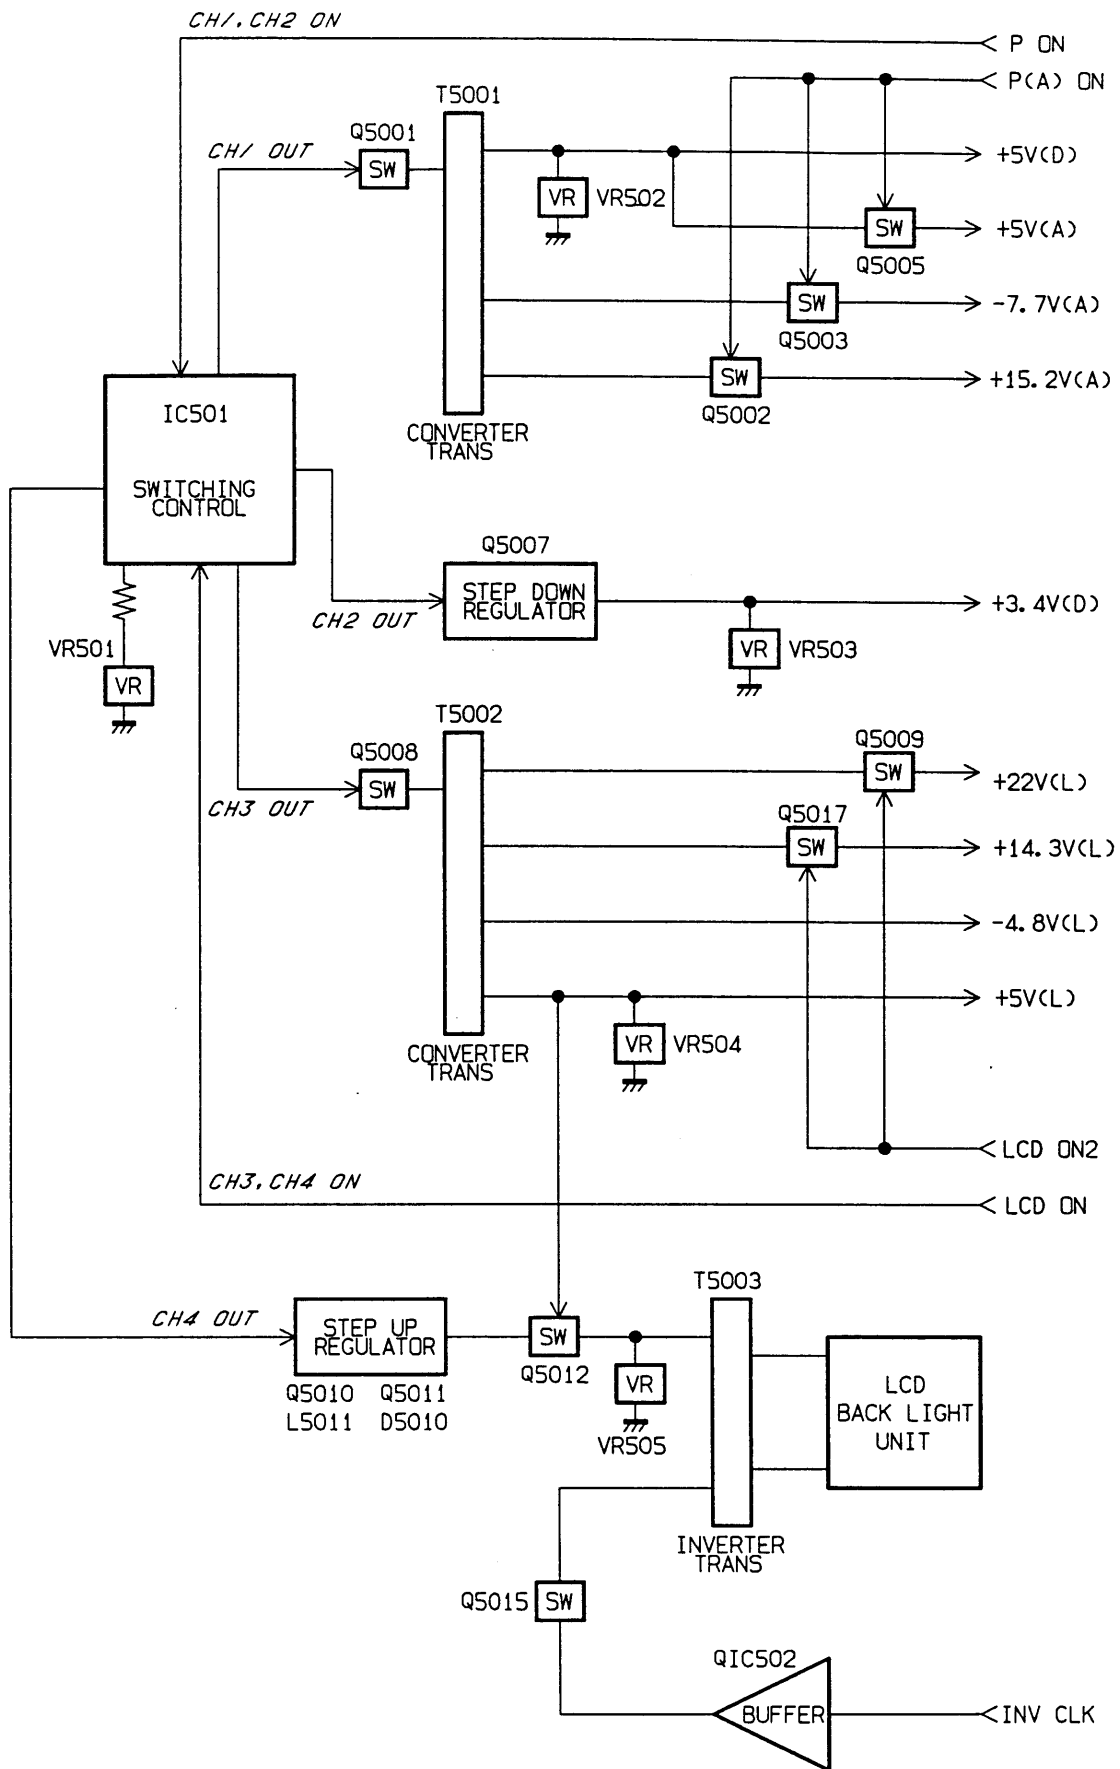 CH1, CH2 ON
P ON
P(A) ON
T5001
Q5001
CH1 OUT
SW
+5V(D)
VR
VR502
SW
+5V(A)
Q5005
SW
-7.7V(A)
Q5003
SW
+15.2V(A)
Q5002
IC501
CONVERTER
TRANS
SWITCHING
CONTROL
Q5007
STEP DOWN
REGULATOR
+3.4V(D)
CH2 OUT
VR501
VR
VR
VR503
T5002
Q5008
Q5009
SW
SW
+22V(L)
CH3 OUT
Q5017
SW
+14.3V(L)
-4.8V(L)
+5V(L)
VR
VR504
CONVERTER
TRANS
LCD ON2
CH3, CH4 ON
LCD ON
T5003
CH4 OUT
STEP UP
REGULATOR
SW
Q5010 Q5011
L5011 D5010
Q5012
VR
VR505
LCD
BACK LIGHT
UNIT
INVERTER
TRANS
Q5015
SW
QIC502
BUFFER
INV CLK